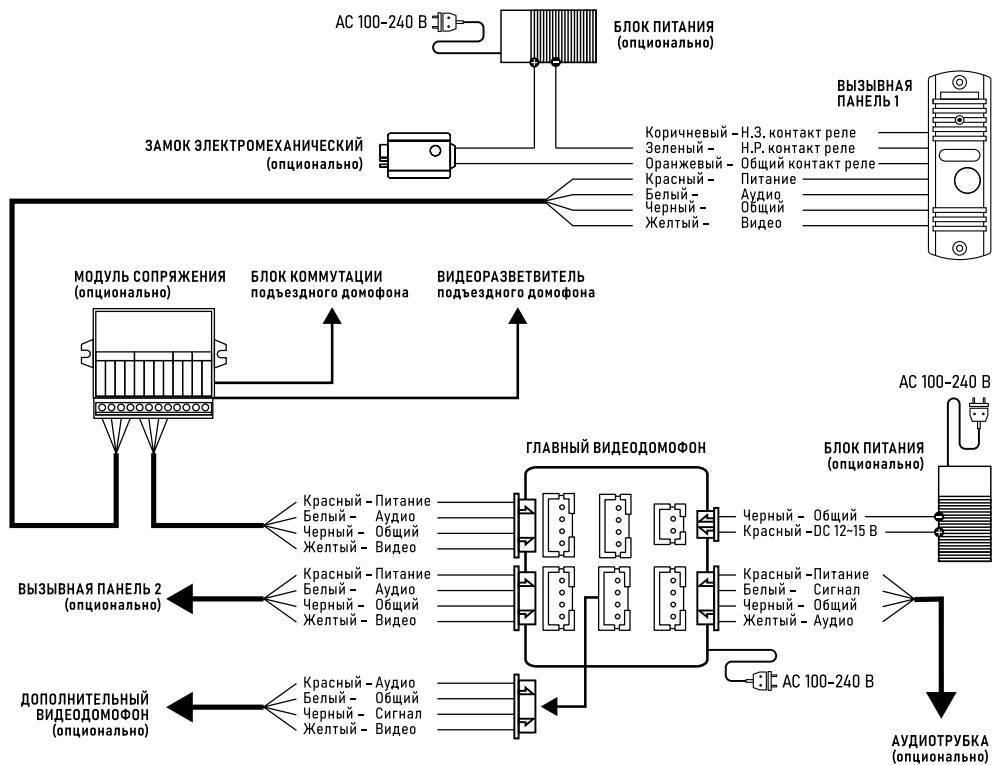 AC 100-240 В
БЛОК ПИТАНИЯ
(опционально)
ВЫЗЫВНАЯ
ПАНЕЛЬ 1
ЗАМОК ЭЛЕКТРОМЕХАНИЧЕСКИЙ
(опционально)
Коричневый – Н.З. контакт реле
Зеленый – Н.Р. контакт реле
Оранжевый – Общий контакт реле
Красный – Питание
Белый – Аудио
Черный – Общий
Желтый – Видео
МОДУЛЬ СОПРЯЖЕНИЯ
(опционально)
БЛОК КОММУТАЦИИ
подъездного домофона
ВИДЕОРАЗВЕТВИТЕЛЬ
подъездного домофона
AC 100-240 В
БЛОК ПИТАНИЯ
(опционально)
ГЛАВНЫЙ ВИДЕОДОМОФОН
Красный – Питание
Белый – Аудио
Черный – Общий
Желтый – Видео
Черный – Общий
Красный -DC 12~15 В
ВЫЗЫВНАЯ ПАНЕЛЬ 2
(опционально)
Красный – Питание
Белый – Аудио
Черный – Общий
Желтый – Видео
Красный -Питание
Белый – Сигнал
Черный – Общий
Желтый – Аудио
AC 100-240 В
ДОПОЛНИТЕЛЬНЫЙ
ВИДЕОДОМОФОН
(опционально)
Красный – Аудио
Белый – Общий
Черный – Сигнал
Желтый – Видео
АУДИОТРУБКА
(опционально)